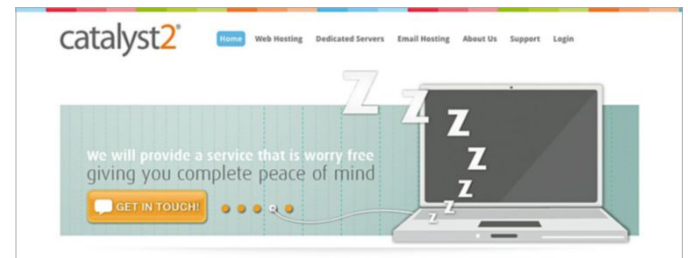 catalyst2
Home Web Hosting Dedicated Servers Email Hosting About Us Support Login
We will provide a service that is worry free
giving you complete peace of mind
GET IN TOUCH!
Z
Z
Z
Z
Z
Z
Z